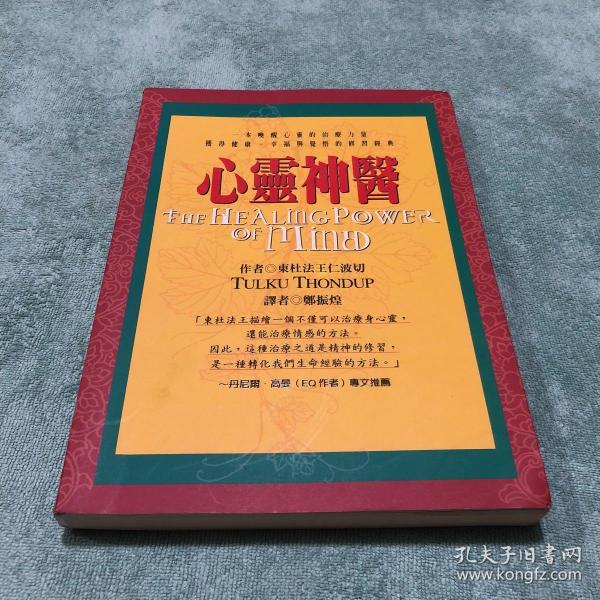 一本喚醒心靈的治療力量
獲得健康、幸福與覺悟的修習經典
心靈神醫
THE HEALING POWER
OF MIND
作者◎東杜法王仁波切
TULKU THONDUP
譯者◎鄭振煌
「東杜法王描繪一個不僅可以治療身心靈，
還能治療情感的方法。
因此，這種治療之道是精神的修習，
是一種轉化我們生命經驗的方法。」
～丹尼爾·高曼（EQ作者）專文推薦
孔夫子旧书网
www.kongfz.com